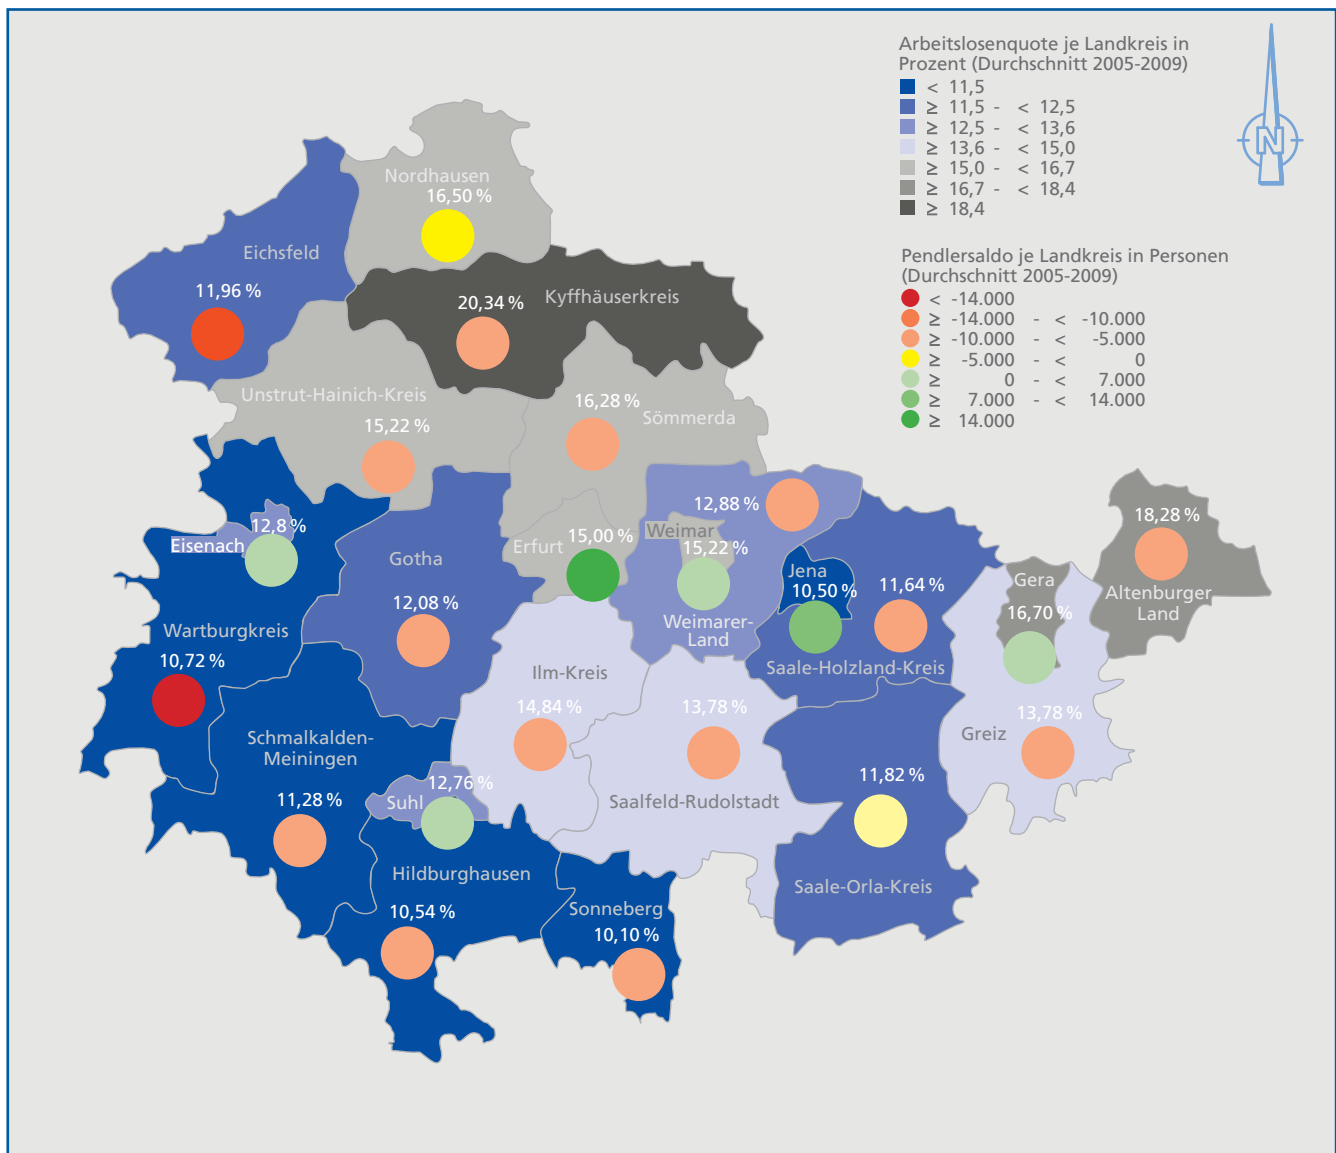 Arbeitslosenquote je Landkreis in
Prozent (Durchschnitt 2005-2009)
< 11,5
≥ 11,5 - < 12,5
≥ 12,5 - < 13,6
≥ 13,6 - < 15,0
≥ 15,0 - < 16,7
≥ 16,7 - < 18,4
≥ 18,4
N
Pendlersaldo je Landkreis in Personen
(Durchschnitt 2005-2009)
< -14.000
≥ -14.000 - < -10.000
≥ -10.000 - < -5.000
≥ -5.000 - < 0
≥ 0 - < 7.000
≥ 7.000 - < 14.000
≥ 14.000
Nordhausen
16,50 %
Eichsfeld
11,96 %
Kyffhäuserkreis
20,34 %
Unstrut-Hainich-Kreis
15,22 %
16,28 %
Sömmerda
12,88 %
12,8 %
Eisenach
Gotha
12,08 %
Erfurt
15,00 %
Weimar
15,22 %
Weimarer-
Land
Jena
10,50 %
11,64 %
Saale-Holzland-Kreis
Gera
16,70 %
18,28 %
Altenburger
Land
Wartburgkreis
10,72 %
Ilm-Kreis
14,84 %
13,78 %
Saalfeld-Rudolstadt
13,78 %
Greiz
Schmalkalden-
Meiningen
11,28 %
12,76 %
Suhl
11,82 %
Saale-Orla-Kreis
Hildburghausen
10,54 %
Sonneberg
10,10 %